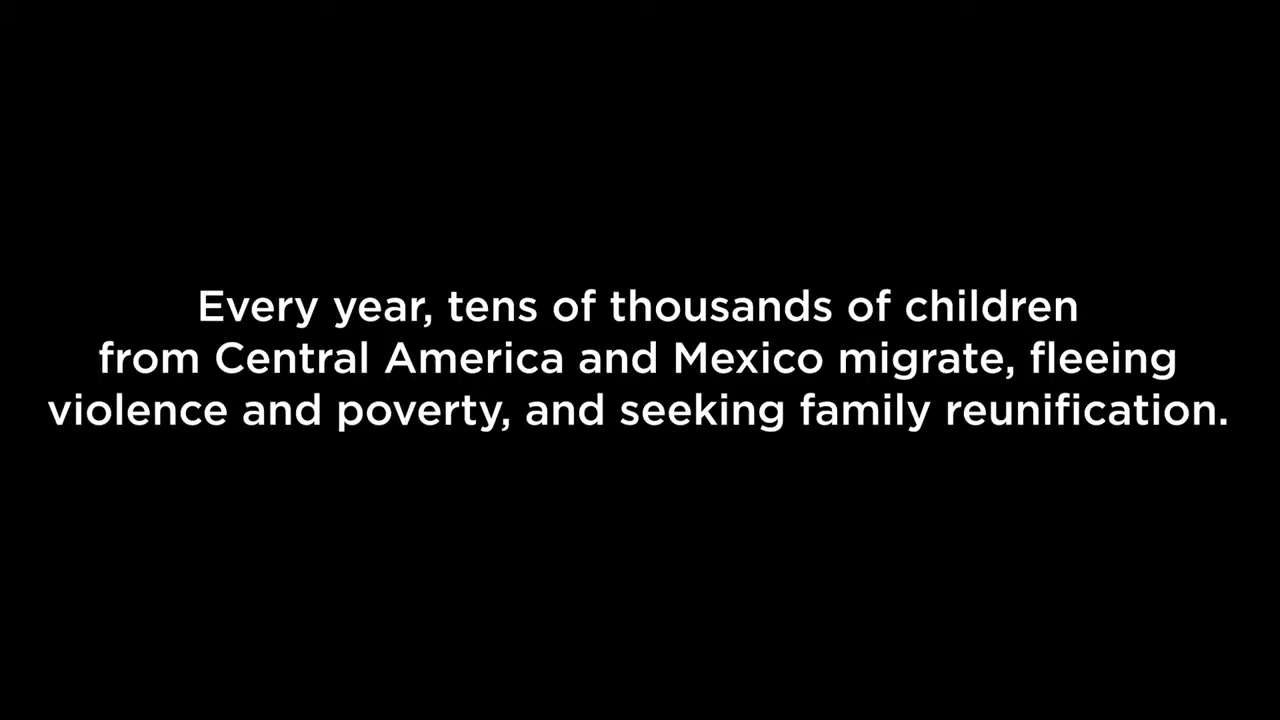 Every year, tens of thousands of children
from Central America and Mexico migrate, fleeing
violence and poverty, and seeking family reunification.